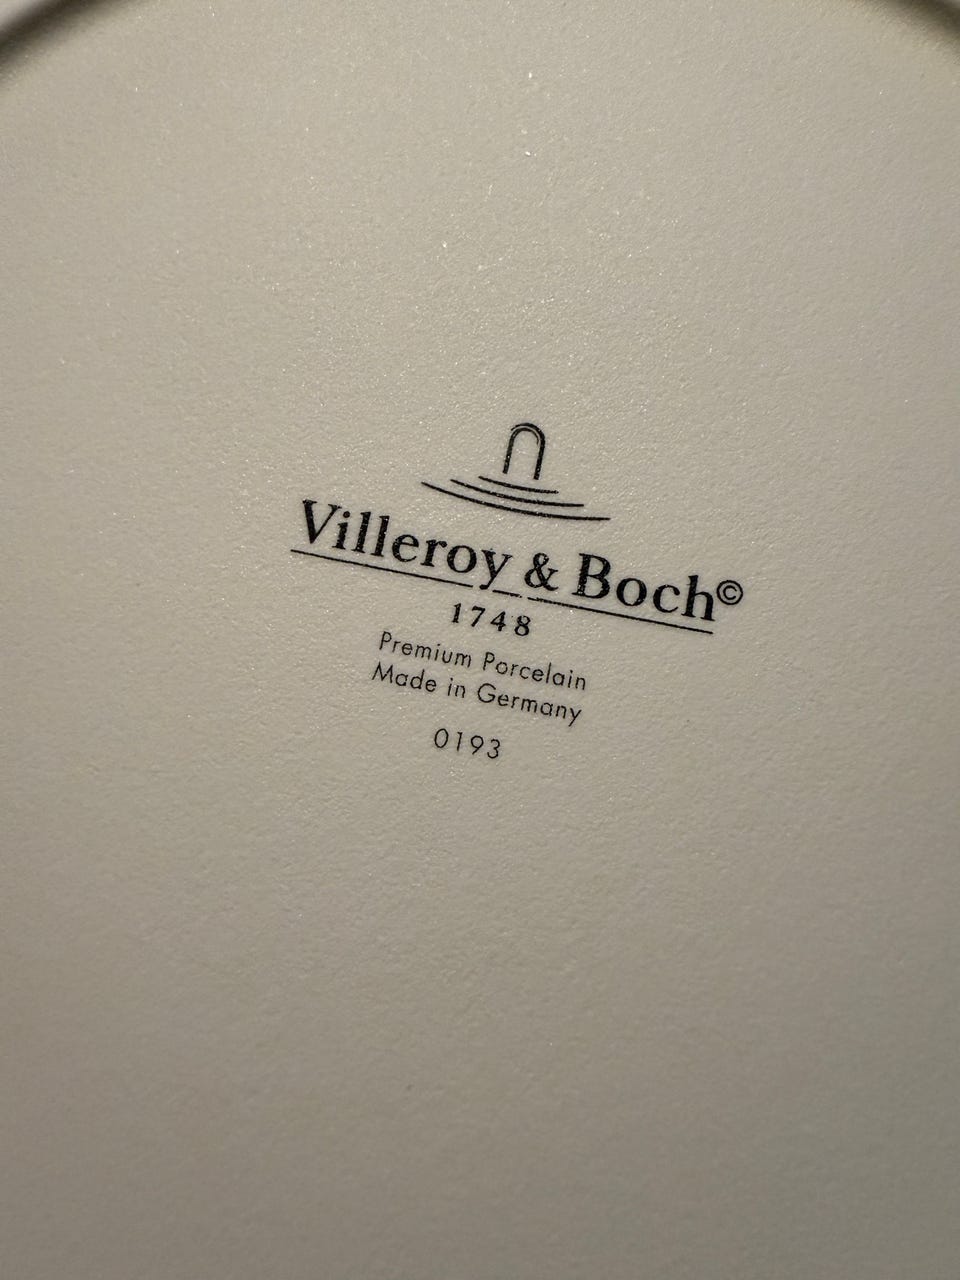 Villeroy & Boch©
1748
Premium Porcelain
Made in Germany
0193